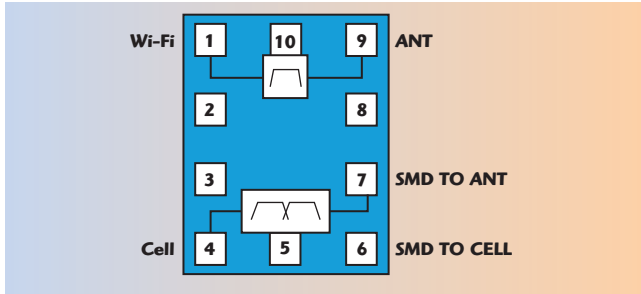 Wi-Fi 1 10 9 ANT
2 8
3 7 SMD TO ANT
Cell 4 5 6 SMD TO CELL